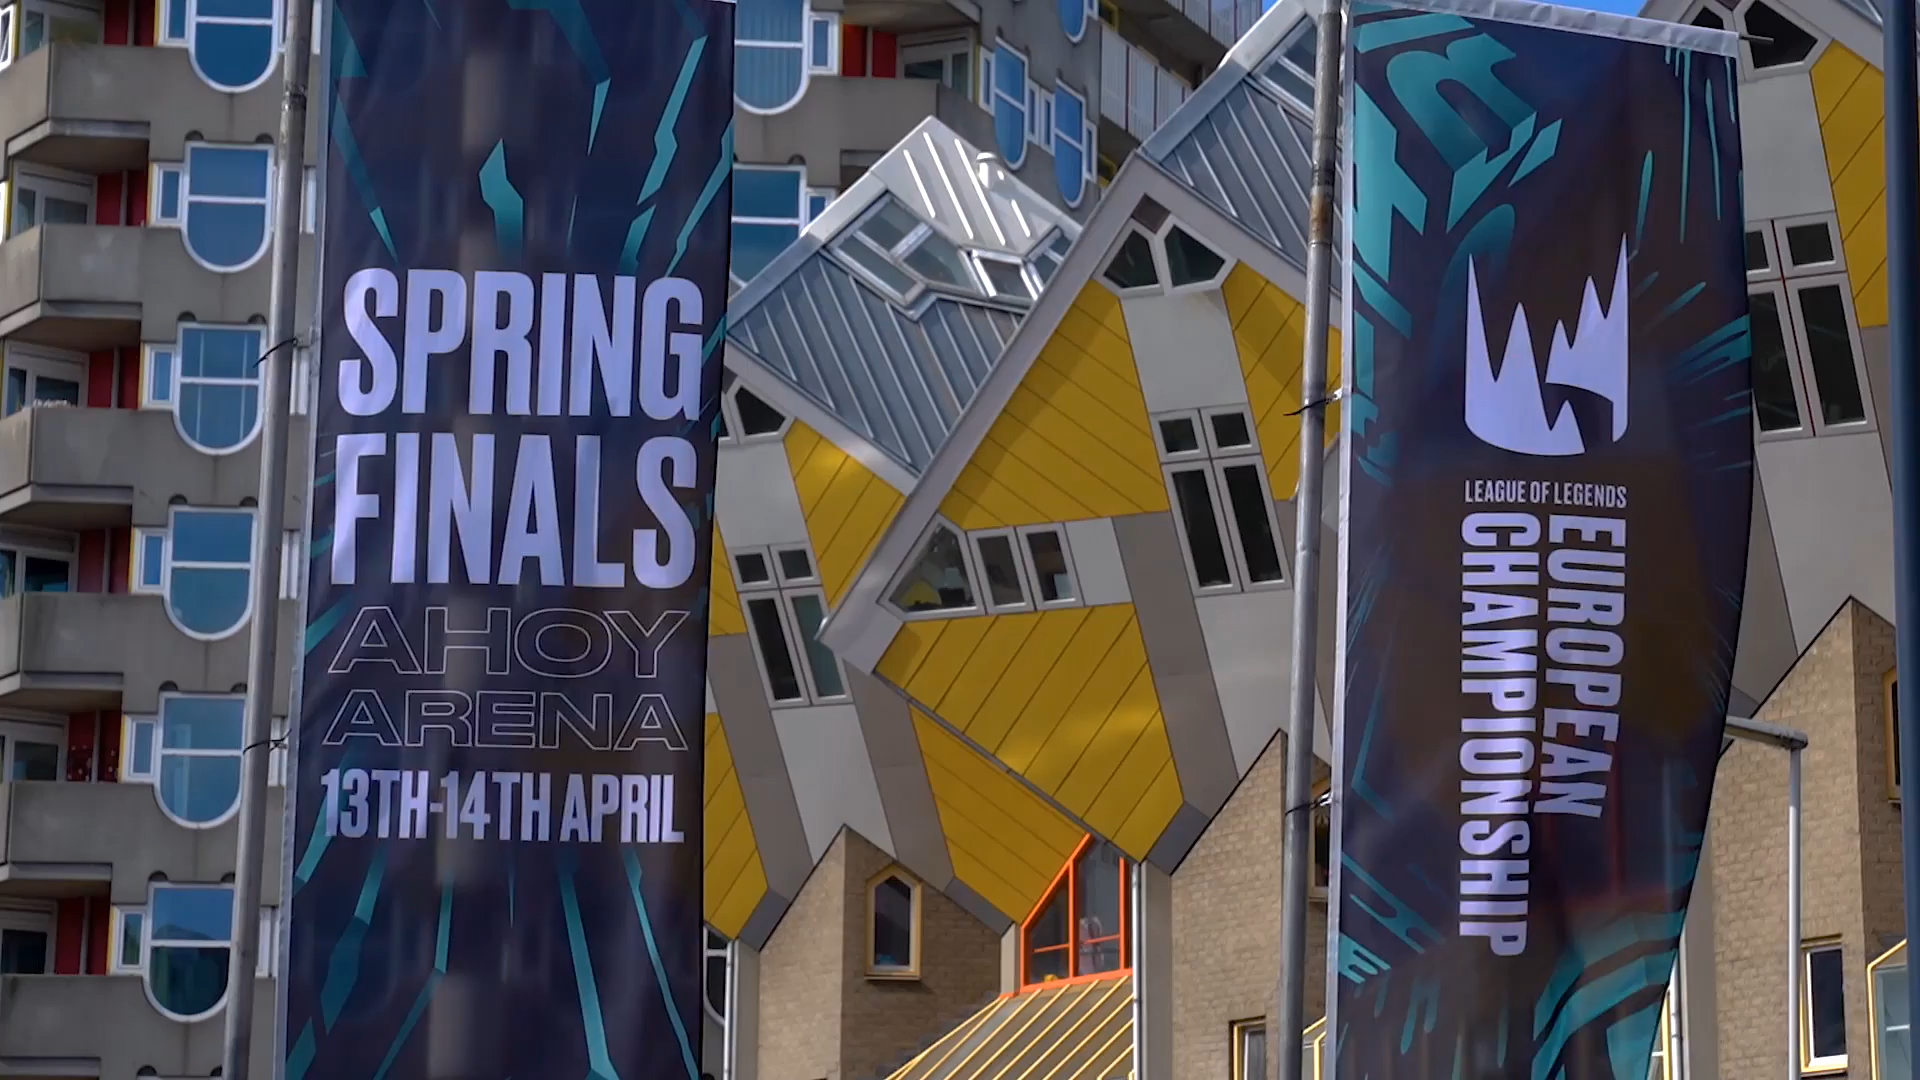 SPRING
FINALS
AHOY
ARENA
13TH-14TH APRIL
LEAGUE OF LEGENDS
EUROPEAN
CHAMPIONSHIP